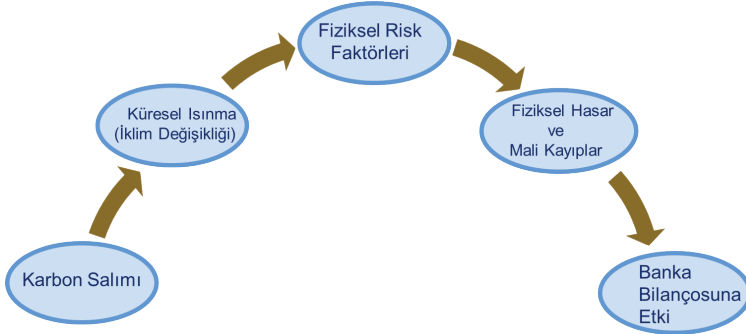 Karbon Salımı
Küresel Isınma
(İklim Değişikliği)
Fiziksel Risk
Faktörleri
Fiziksel Hasar
ve
Mali Kayıplar
Banka
Bilançosuna
Etki